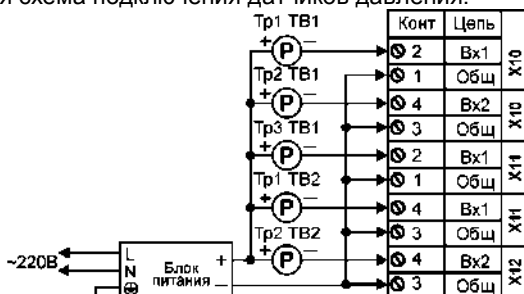 я схема подключения датчиков давления.
Тр1 ТВ1
Конт Цепь
+ P − 2 Вх1 X10
Тр2 ТВ1 1 Общ
+ P − 4 Вх2 X10
Тр3 ТВ1 3 Общ
+ P − 2 Вх1 X11
Тр1 ТВ2 1 Общ
+ P − 4 Вх1 X11
Тр2 ТВ2 3 Общ
+ P − 4 Вх2 X12
3 Общ
~220В L N Блок питания + −